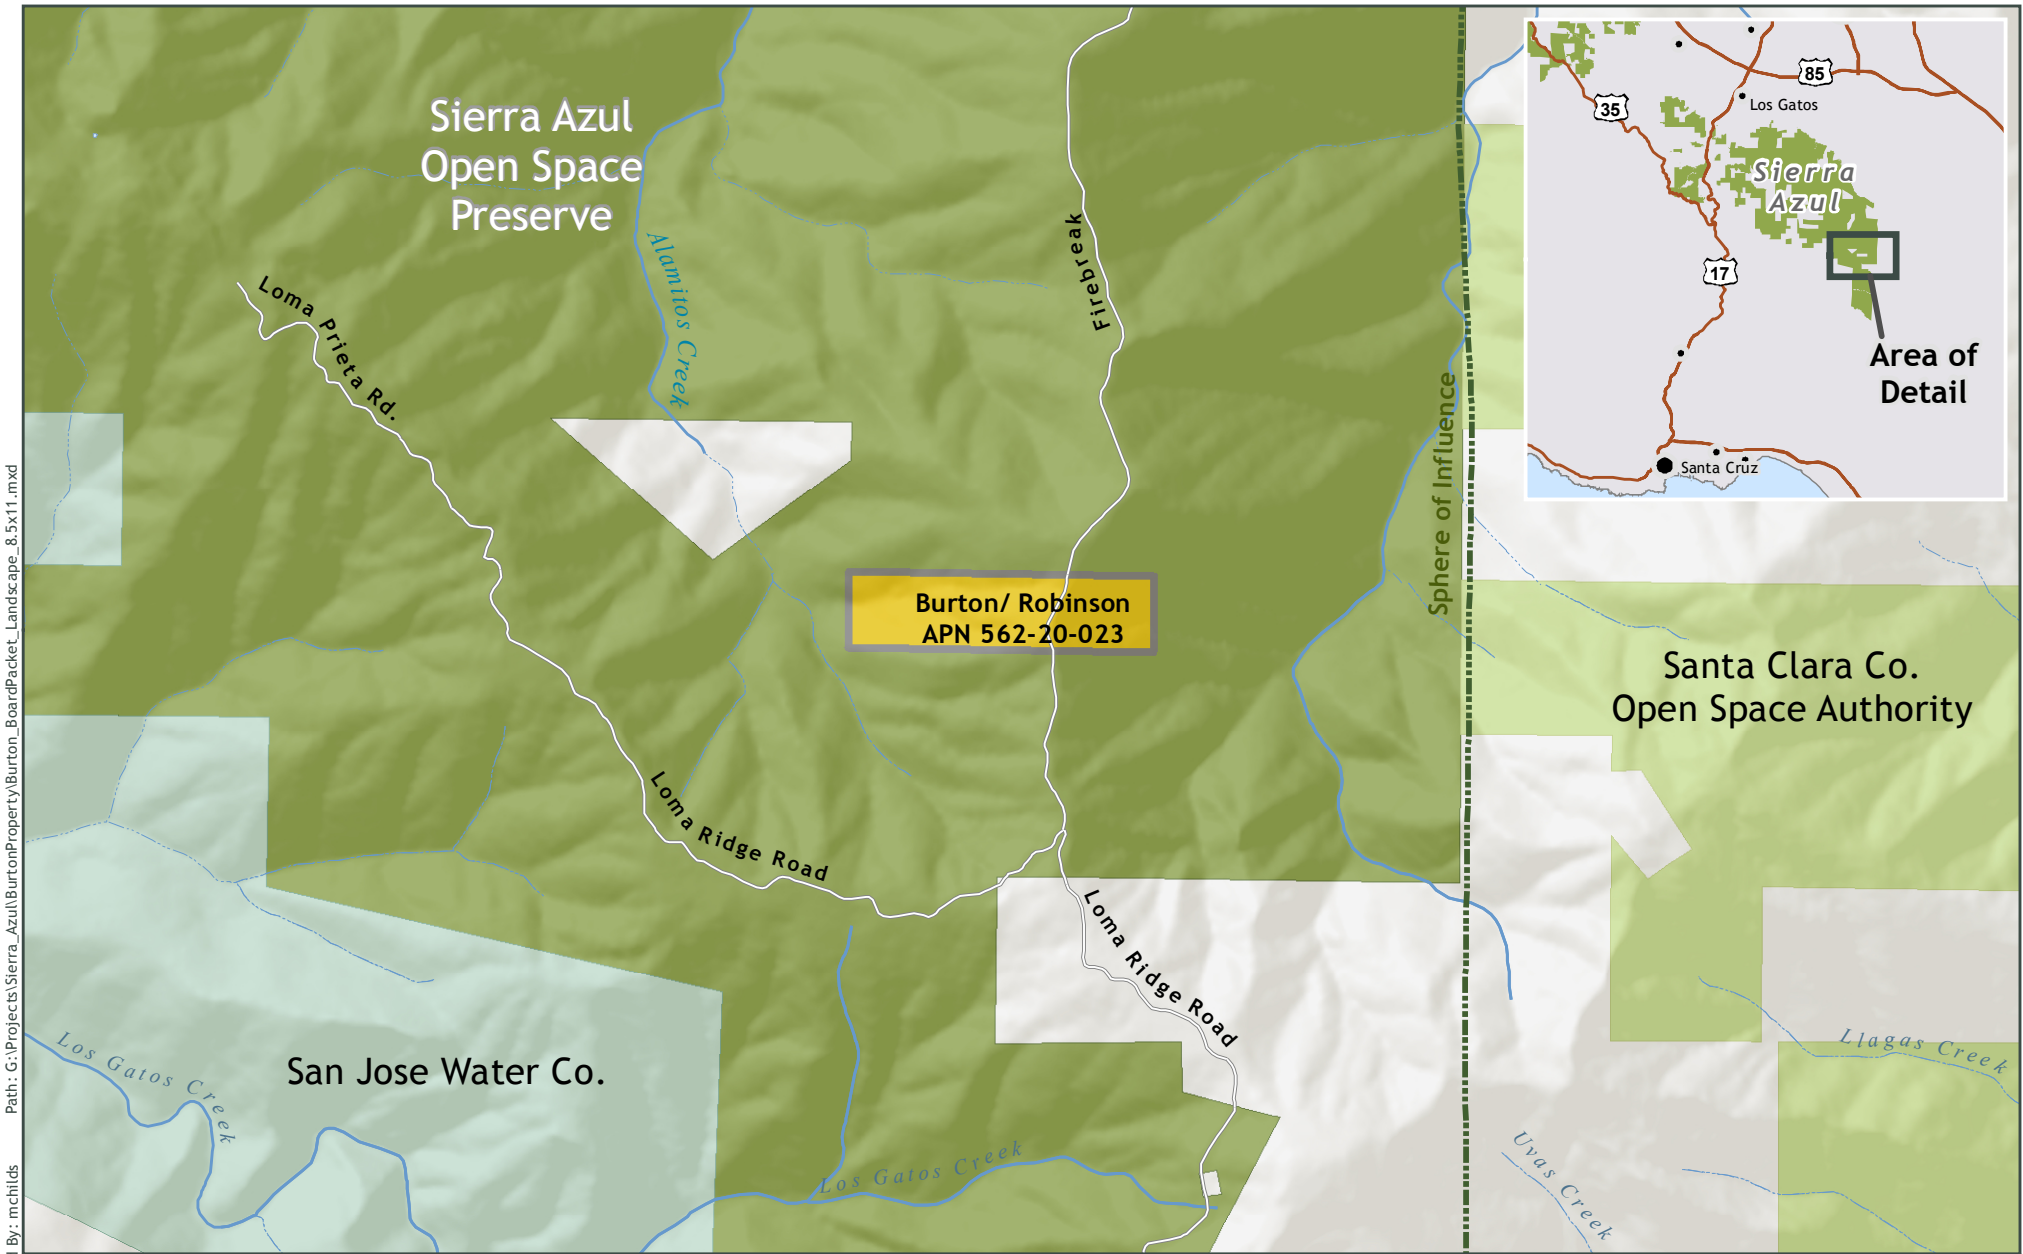 Sierra Azul
Open Space
Preserve
Alamitos Creek
Firebreak
Loma Prieta Rd.
Sphere of Influence
85
35
Los Gatos
Sierra
Azul
17
Area of
Detail
Santa Cruz
Burton/ Robinson
APN 562-20-023
Santa Clara Co.
Open Space Authority
Loma Ridge Road
Loma Ridge Road
San Jose Water Co.
Los Gatos Creek
Los Gatos Creek
Llagas Creek
Uvas Creek
Path: G:\Projects\Sierra_Azul\BurtonProperty\Burton_BoardPacket_Landscape_8.5x11.mxd
By: mchilds